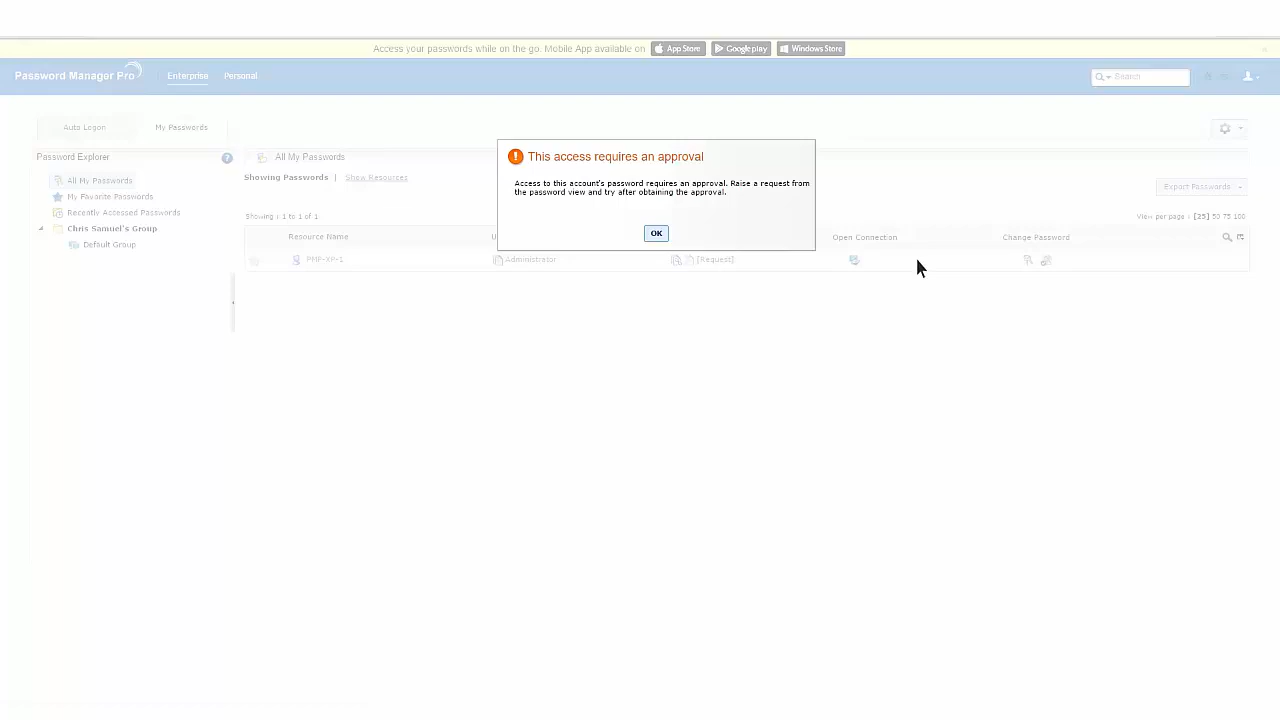 Access your passwords while on the go. Mobile App available on App Store Google play Windows Store
Password Manager Pro Enterprise Personal Search
Auto Logon My Passwords
Password Explorer
All My Passwords
My Favorite Passwords
Recently Accessed Passwords
Chris Samuel's Group
Default Group
All My Passwords
Showing Passwords | Show Resources
Export Passwords
Showing : 1 to 1 of 1
View per page : [25] 50 75 100
Resource Name Open Connection Change Password
PMP-XP-1 Administrator [Request]
This access requires an approval
Access to this account's password requires an approval. Raise a request from
the password view and try after obtaining the approval.
OK